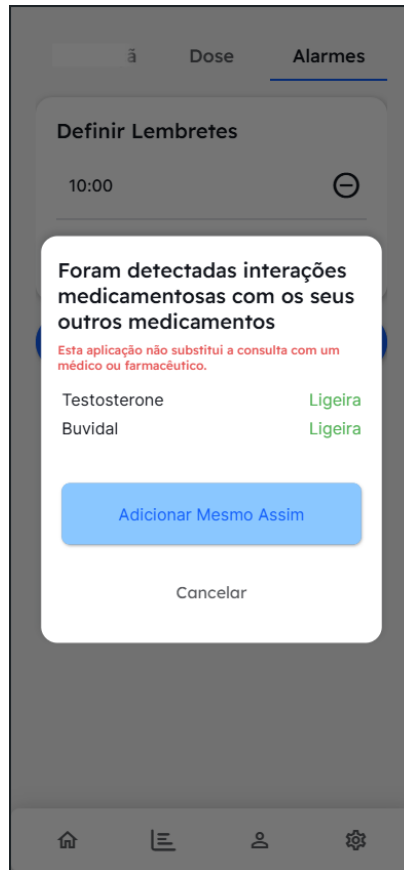 Dose
Alarmes
Definir Lembretes
10:00
Foram detectadas interações
medicamentosas com os seus
outros medicamentos
Esta aplicação não substitui a consulta com um
médico ou farmacêutico.
Testosterone Ligeira
Buvidal Ligeira
Adicionar Mesmo Assim
Cancelar